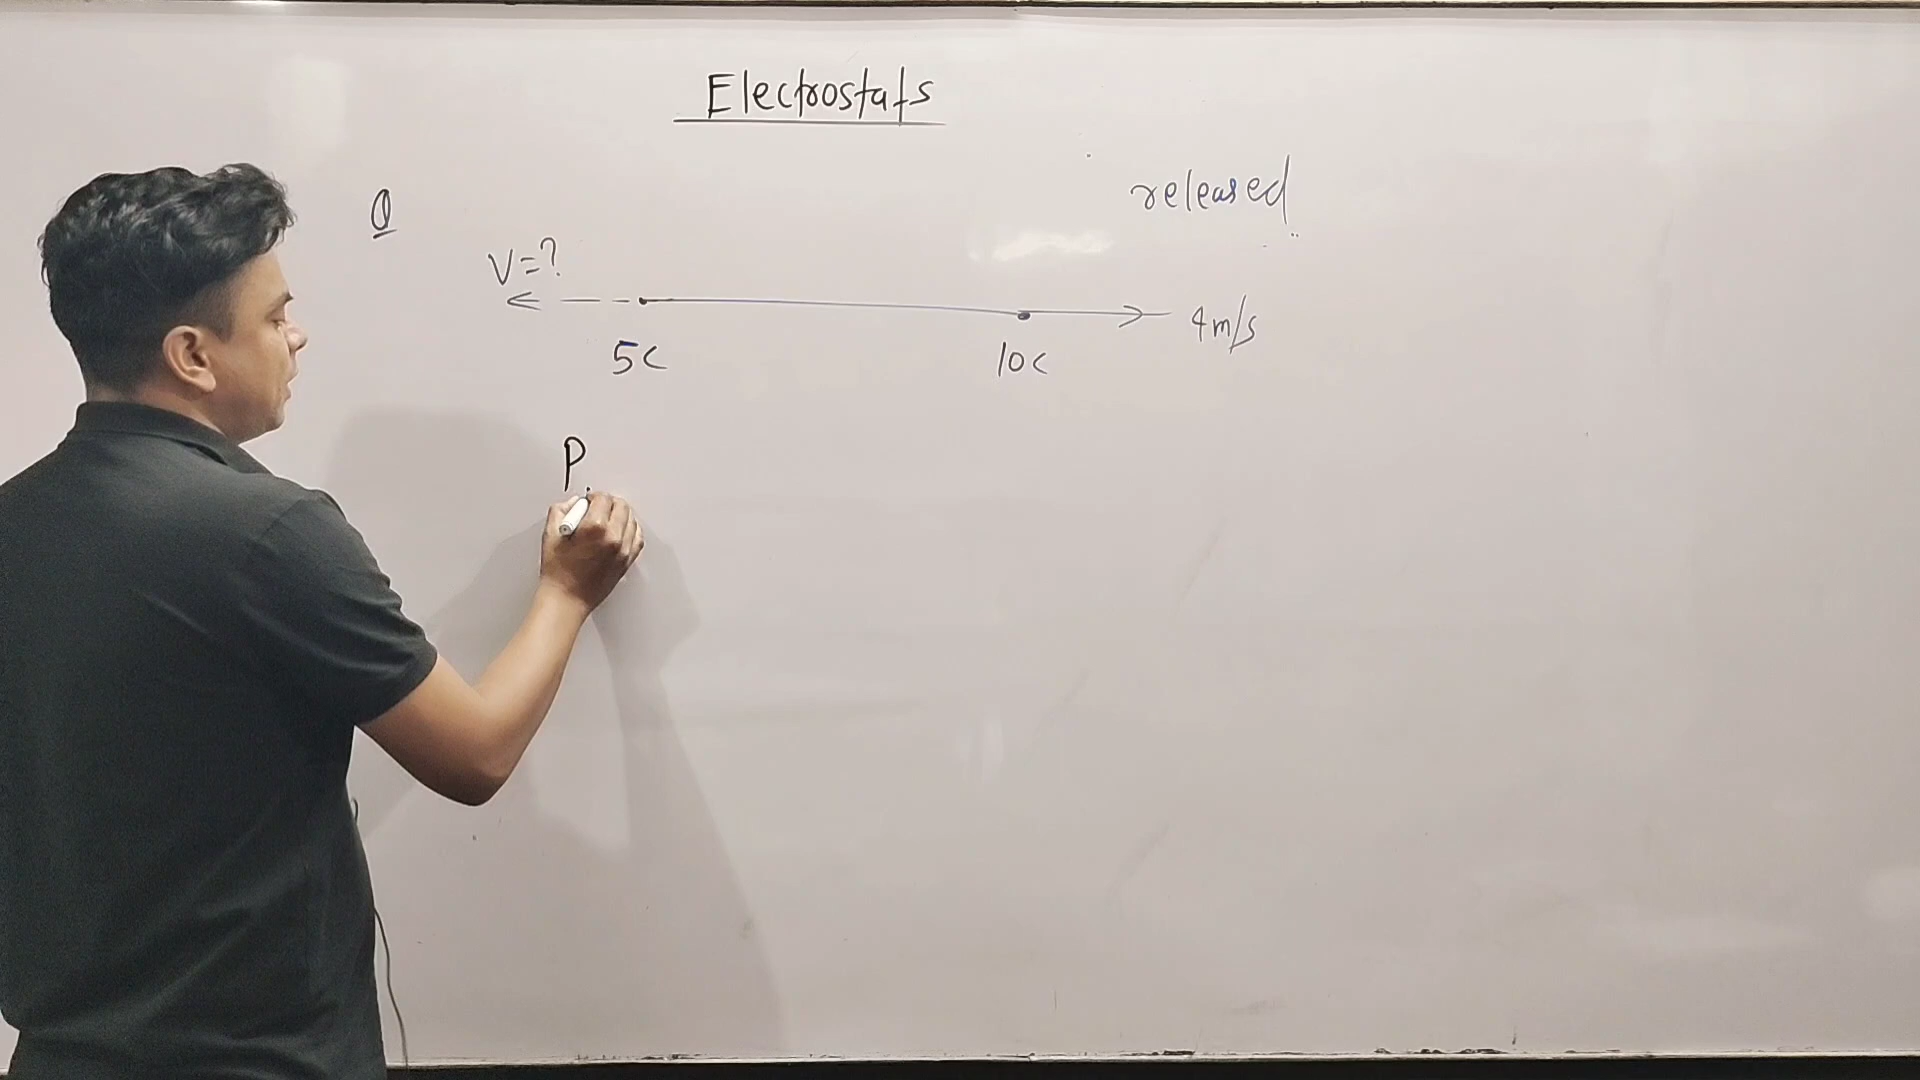 Electrostats
released
Q
V=?
4m/s
5C
10C
P